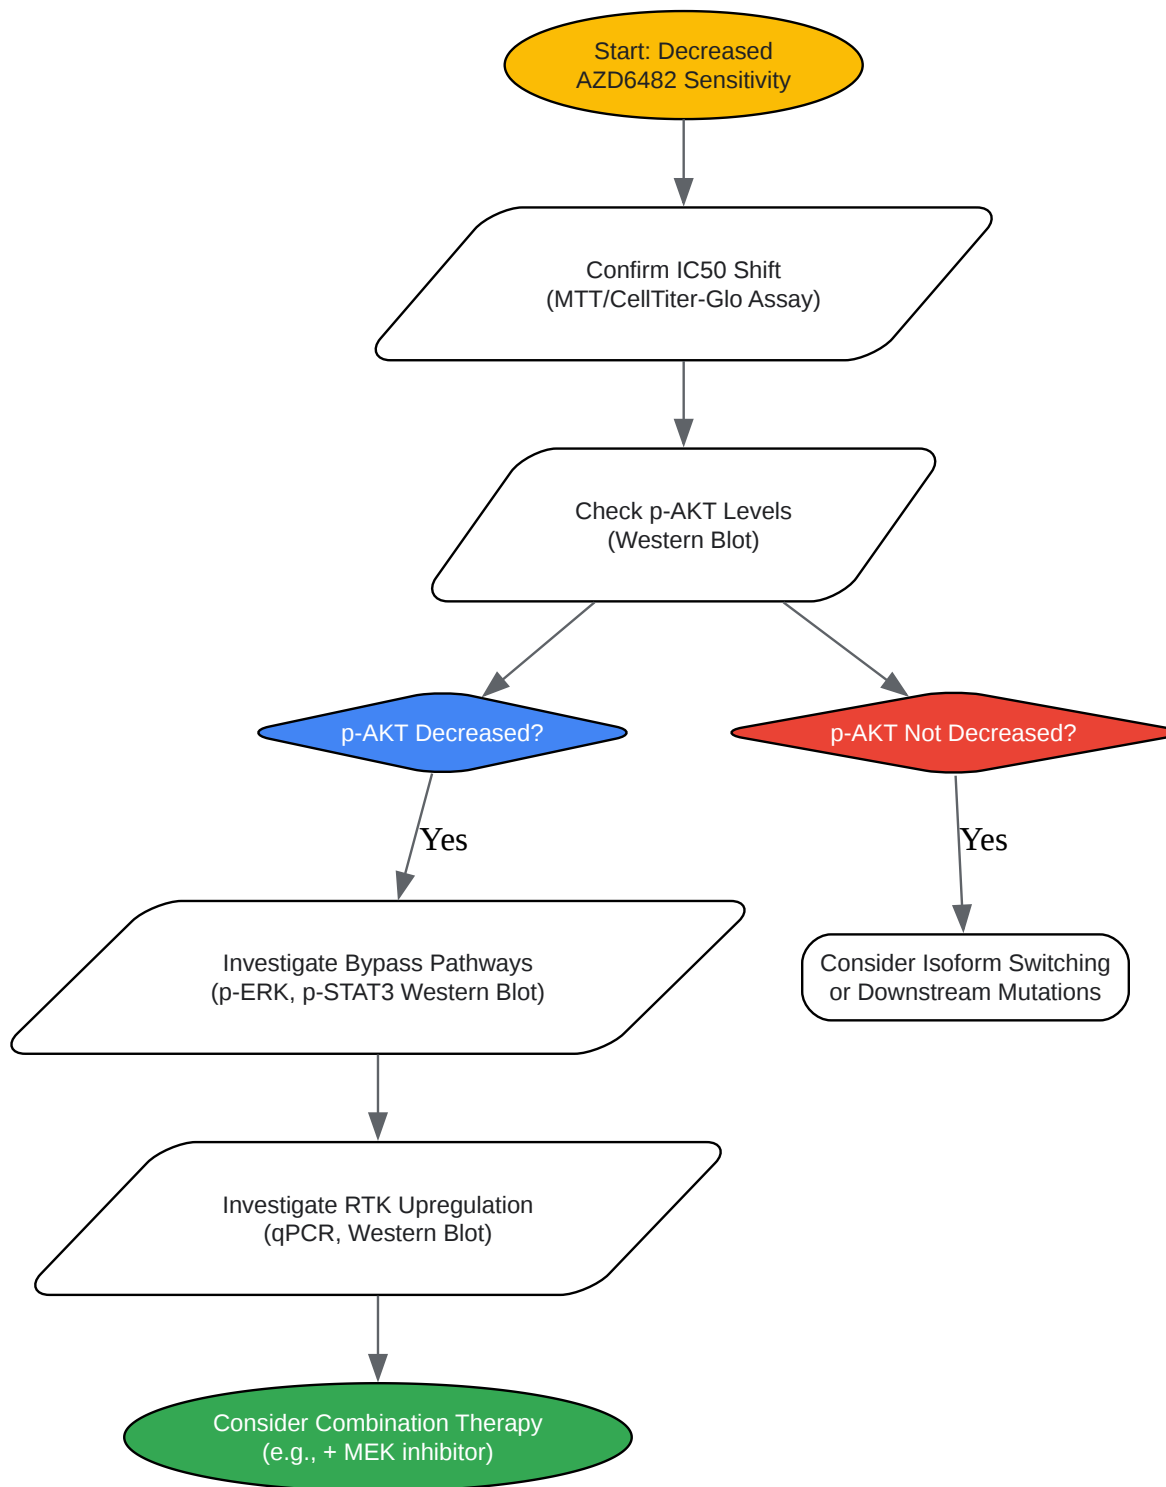 Start: Decreased
AZD6482 Sensitivity
Confirm IC50 Shift
(MTT/CellTiter-Glo Assay)
Check p-AKT Levels
(Western Blot)
p-AKT Decreased?
p-AKT Not Decreased?
Yes
Yes
Investigate Bypass Pathways
(p-ERK, p-STAT3 Western Blot)
Consider Isoform Switching
or Downstream Mutations
Investigate RTK Upregulation
(qPCR, Western Blot)
Consider Combination Therapy
(e.g., + MEK inhibitor)